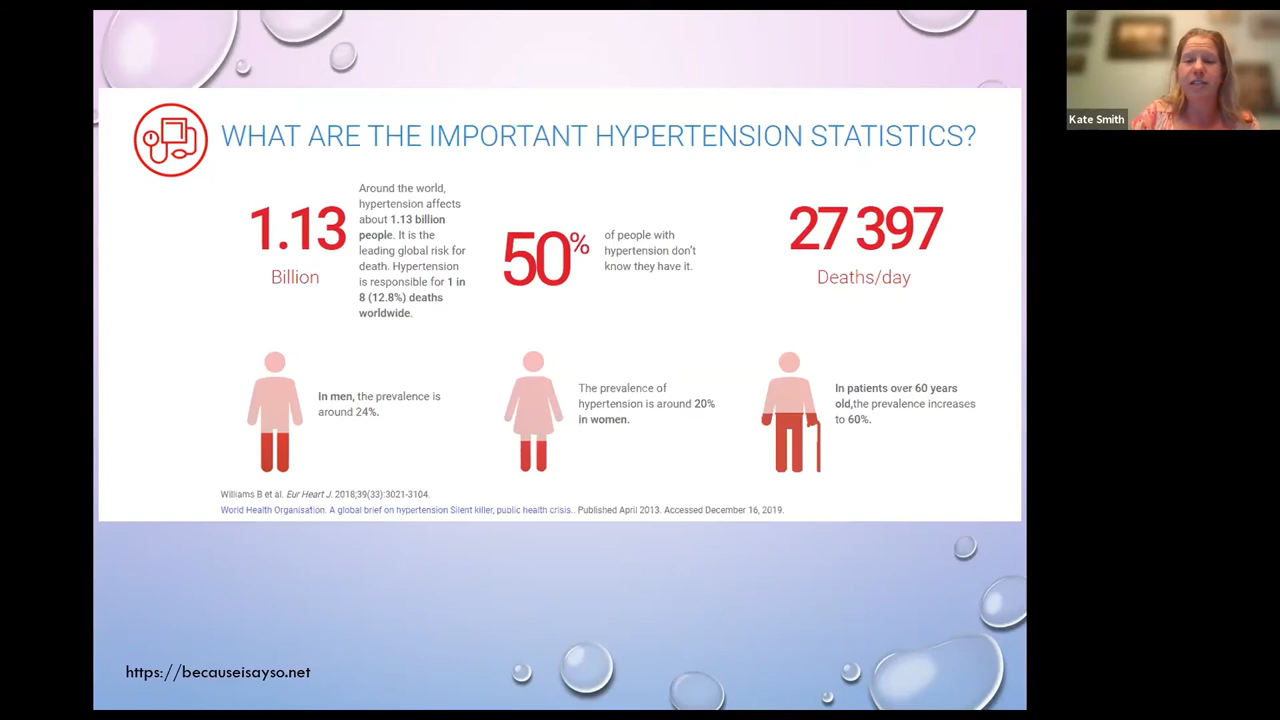 WHAT ARE THE IMPORTANT HYPERTENSION STATISTICS?
1.13
Billion
Around the world,
hypertension affects
about 1.13 billion
people. It is the
leading global risk for
death. Hypertension
is responsible for 1 in
8 (12.8%) deaths
worldwide.
50%
of people with
hypertension don't
know they have it.
27 397
Deaths/day
In men, the prevalence is
around 24%.
The prevalence of
hypertension is around 20%
in women.
In patients over 60 years
old,the prevalence increases
to 60%.
Williams B et al. Eur Heart J. 2018;39(33):3021-3104.
World Health Organisation. A global brief on hypertension Silent killer, public health crisis.. Published April 2013. Accessed December 16, 2019.
https://becauseisayso.net
Kate Smith